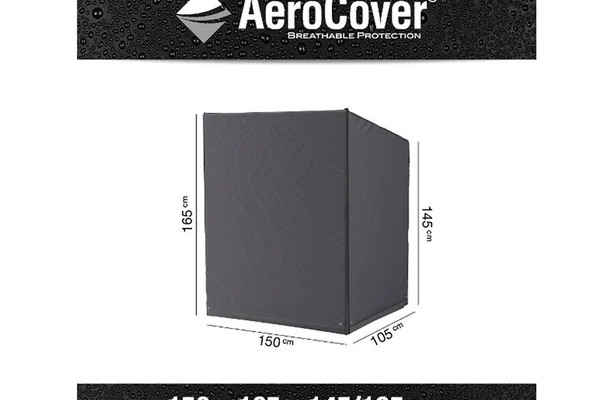 AeroCover®
BREATHABLE PROTECTION
165 cm
145 cm
150 cm
105 cm